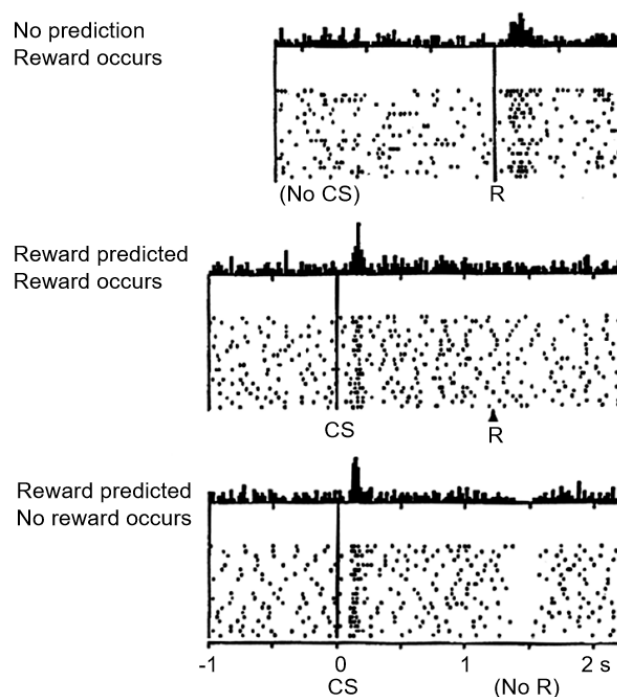 No prediction
Reward occurs
(No CS)
R
Reward predicted
Reward occurs
CS
R
Reward predicted
No reward occurs
-1 0 1 2 s
CS (No R)